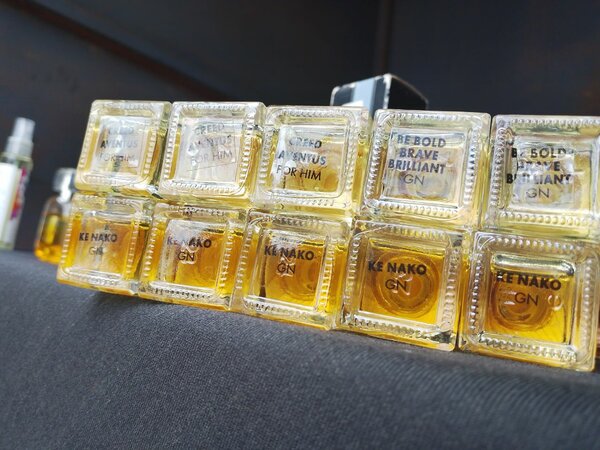 CREED
AVENTUS
FOR HIM
CREED
AVENTUS
FOR HIM
CREED
AVENTUS
FOR HIM
BE BOLD
BRAVE
BRILLIANT
GN
BE BOLD
BRAVE
BRILLIANT
GN
KE NAKO
GN
KE NAKO
GN
KE NAKO
GN
KE NAKO
GN
KE NAKO
GN